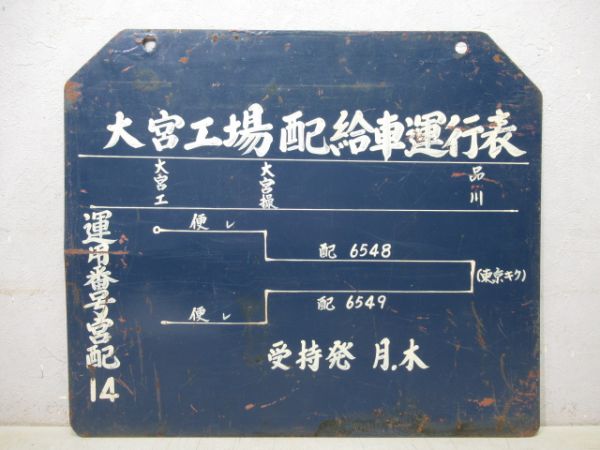 大宮工場配給車運行表
大宮工
大宮操
品川
運用番号宮配14
便レ
配 6548
(東京キク)
配 6549
便レ
受持発 月.木